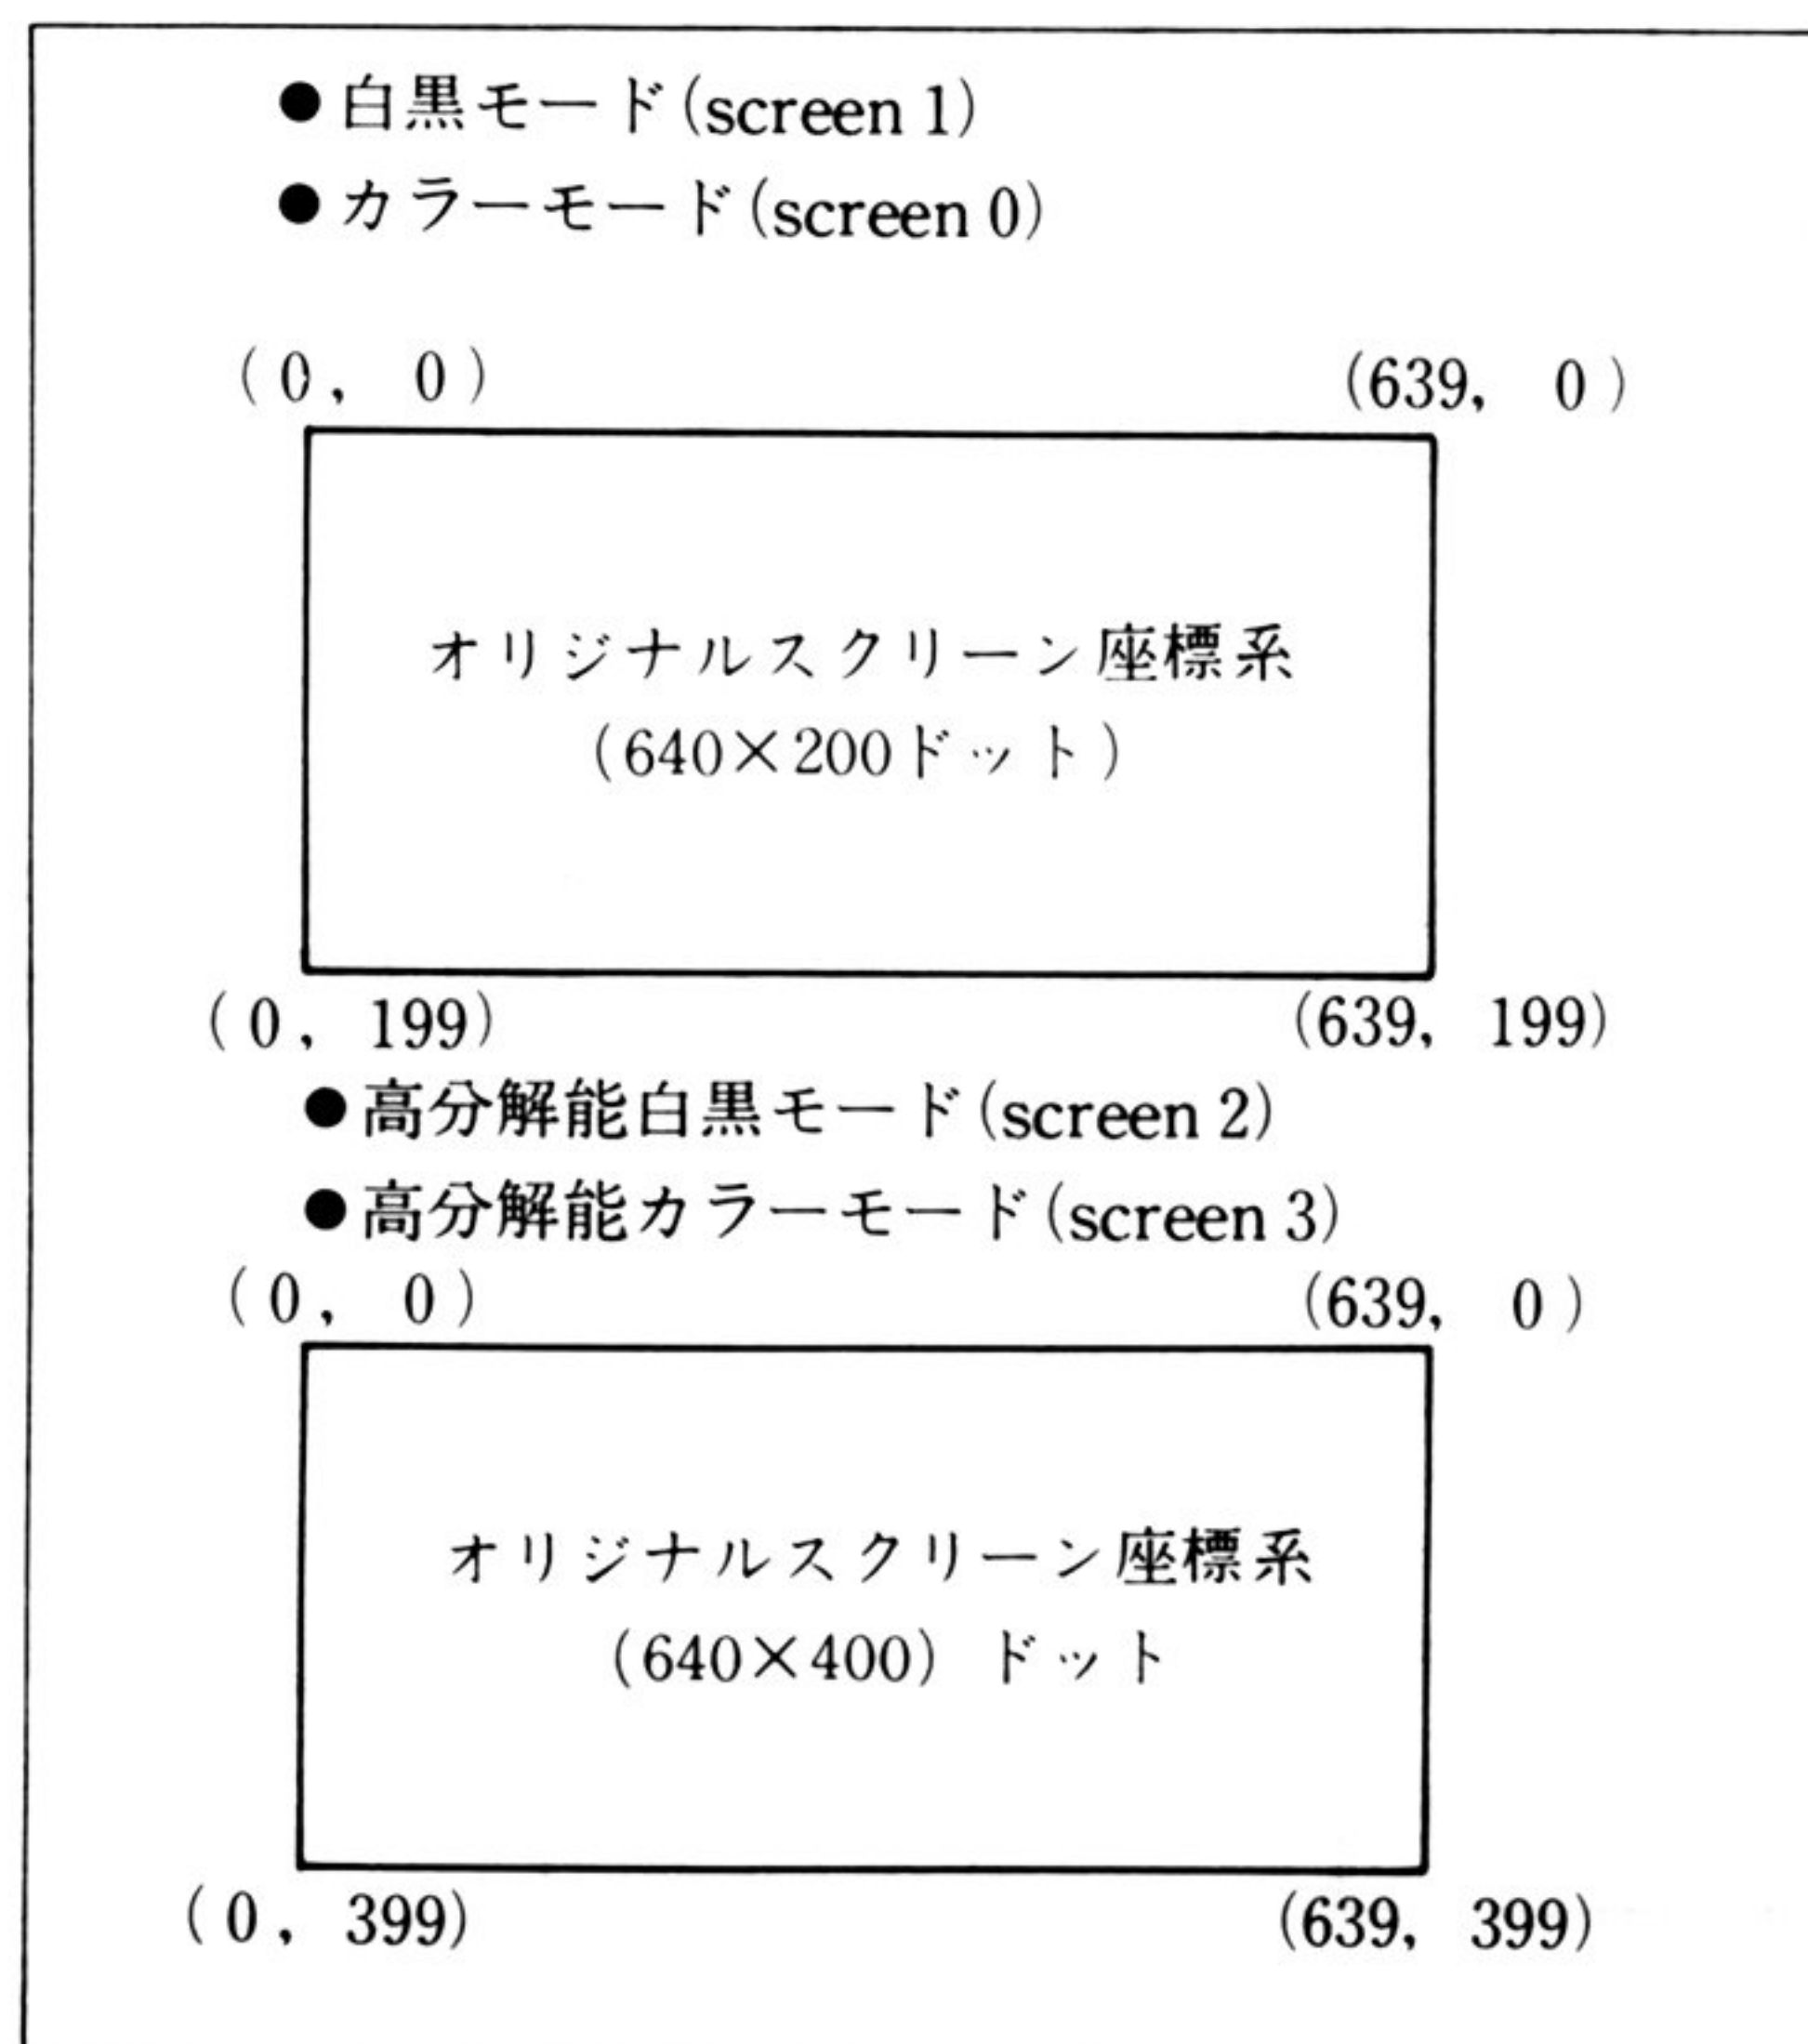 ●白黒モード(screen 1)
●カラーモード(screen 0)
(0, 0) (639, 0)
オリジナルスクリーン座標系
(640×200ドット)
(0, 199) (639, 199)
●高分解能白黒モード(screen 2)
●高分解能カラーモード(screen 3)
(0, 0) (639, 0)
オリジナルスクリーン座標系
(640×400) ドット
(0, 399) (639, 399)